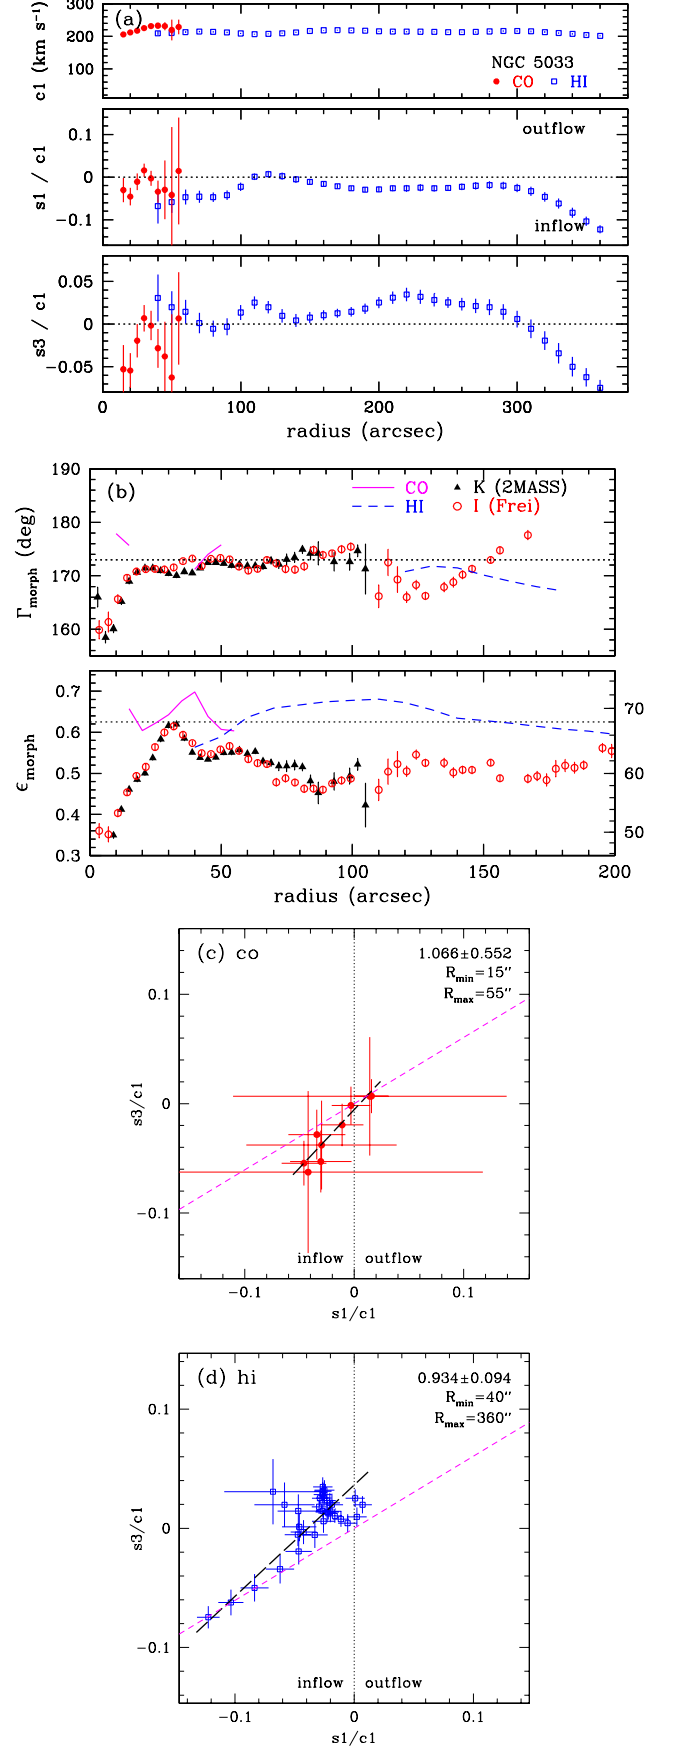 (a)
300
200
100
c1 (km s⁻¹)
NGC 5033
CO HI
0.1
0
−0.1
s1 / c1
outflow
inflow
0.05
0
−0.05
s3 / c1
0 100 200 300
radius (arcsec)
(b)
190
180
170
160
Γmorph (deg)
CO K (2MASS)
HI I (Frei)
0.7
0.6
0.5
0.4
0.3
ϵmorph
70
60
50
0 50 100 150 200
radius (arcsec)
(c) co
1.066±0.552
Rmin=15″
Rmax=55″
0.1
0
−0.1
s3/c1
inflow outflow
−0.1 0 0.1
s1/c1
(d) hi
0.934±0.094
Rmin=40″
Rmax=360″
0.1
0
−0.1
s3/c1
inflow outflow
−0.1 0 0.1
s1/c1